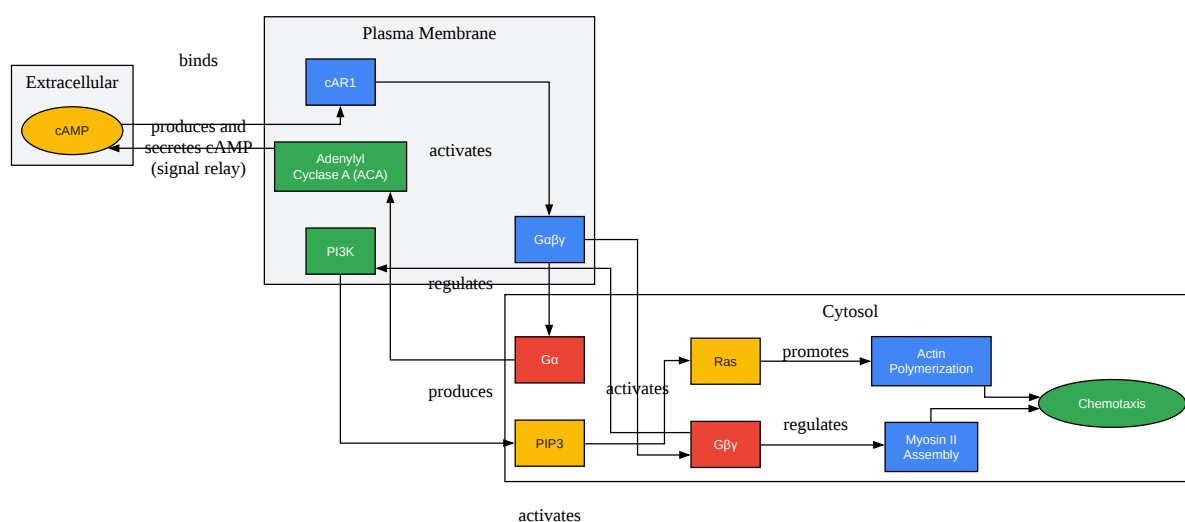 Plasma Membrane
binds
Extracellular
cAR1
cAMP
produces and
secretes cAMP
(signal relay)
activates
Adenylyl
Cyclase A (ACA)
Gαβγ
PI3K
regulates
Cytosol
Gα
Ras
promotes
Actin
Polymerization
produces
activates
Chemotaxis
PIP3
Gβγ
regulates
Myosin II
Assembly
activates